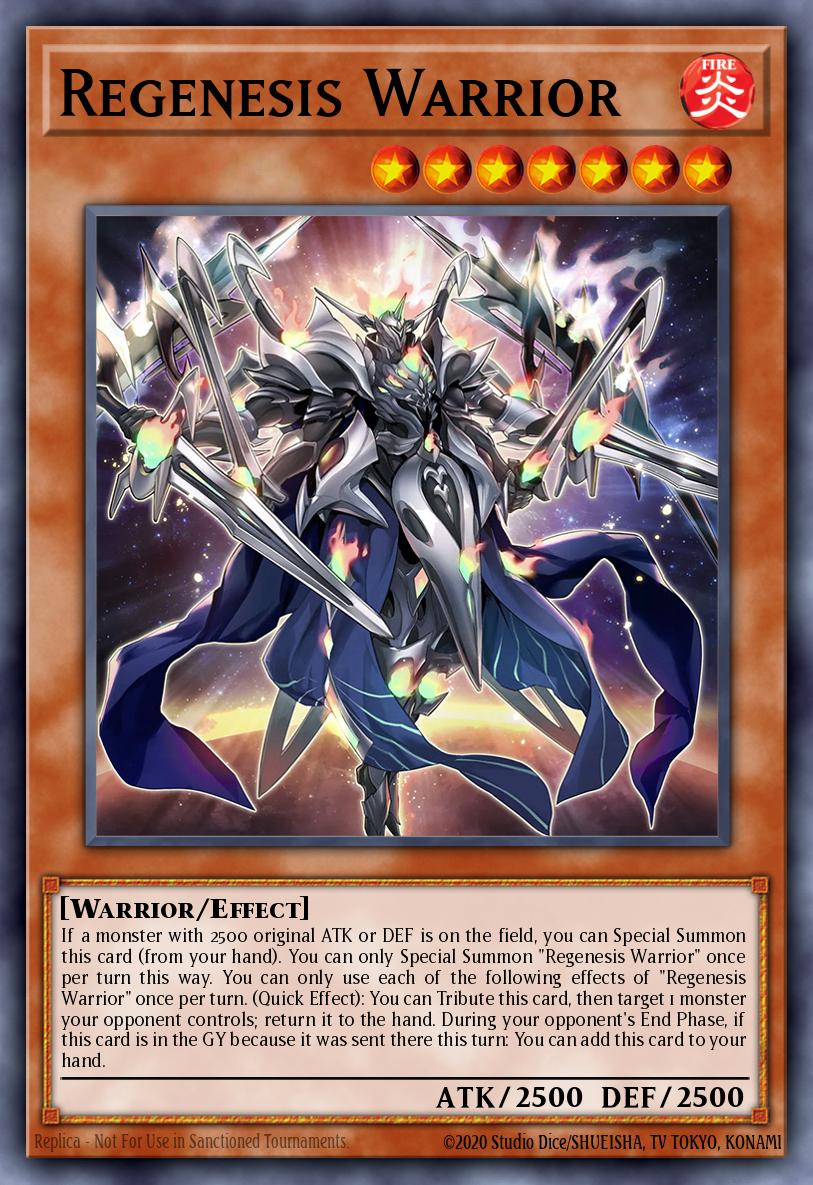 Regenesis Warrior
FIRE
炎
[Warrior/Effect]
If a monster with 2500 original ATK or DEF is on the field, you can Special Summon
this card (from your hand). You can only Special Summon "Regenesis Warrior" once
per turn this way. You can only use each of the following effects of "Regenesis
Warrior" once per turn. (Quick Effect): You can Tribute this card, then target 1 monster
your opponent controls; return it to the hand. During your opponent's End Phase, if
this card is in the GY because it was sent there this turn: You can add this card to your
hand.
ATK/2500 DEF/2500
Replica - Not For Use in Sanctioned Tournaments.
©2020 Studio Dice/SHUEISHA, TV TOKYO, KONAMI